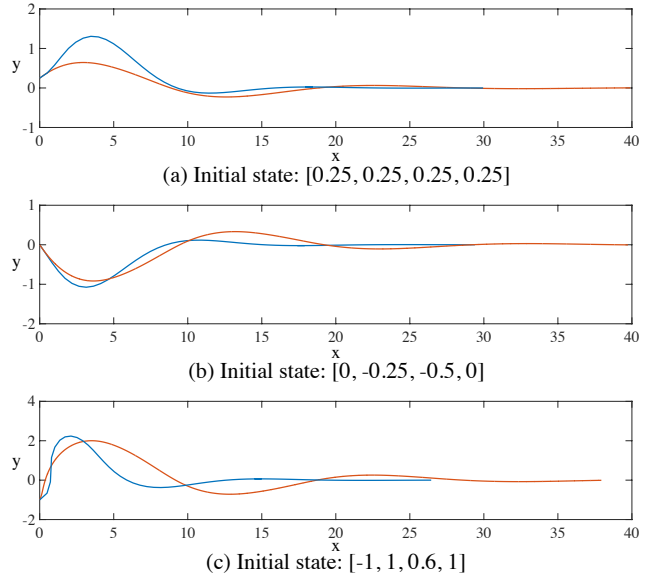 2
y
1
0
-1
0 5 10 15 20 25 30 35 40
x
(a) Initial state: [0.25, 0.25, 0.25, 0.25]
1
y
0
-1
-2
0 5 10 15 20 25 30 35 40
x
(b) Initial state: [0, -0.25, -0.5, 0]
4
y
2
0
-2
0 5 10 15 20 25 30 35 40
x
(c) Initial state: [-1, 1, 0.6, 1]